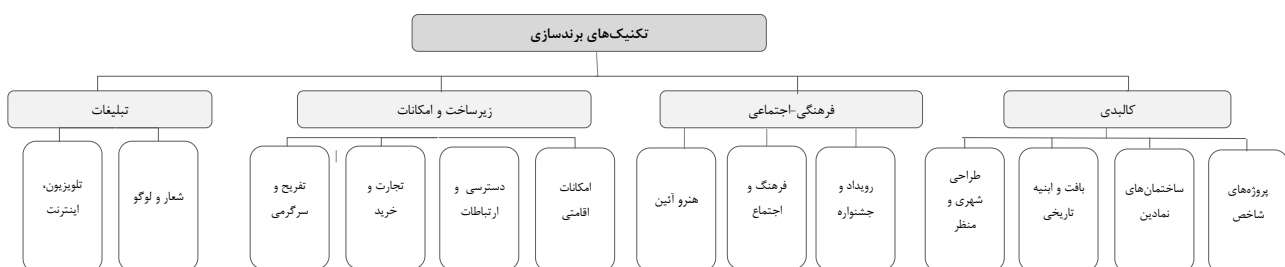 تکنیک‌های برندسازی
کالبدی
فرهنگی-اجتماعی
زیرساخت و امکانات
تبلیغات
پروژه‌های
شاخص
ساختمان‌های
نمادین
بافت و ابنیه
تاریخی
طراحی
شهری و
منظر
رویداد و
جشنواره
فرهنگ و
اجتماع
هنرو آئین
امکانات
اقامتی
دسترسی و
ارتباطات
تجارت و
خرید
تفریح و
سرگرمی
شعار و لوگو
تلویزیون،
اینترنت